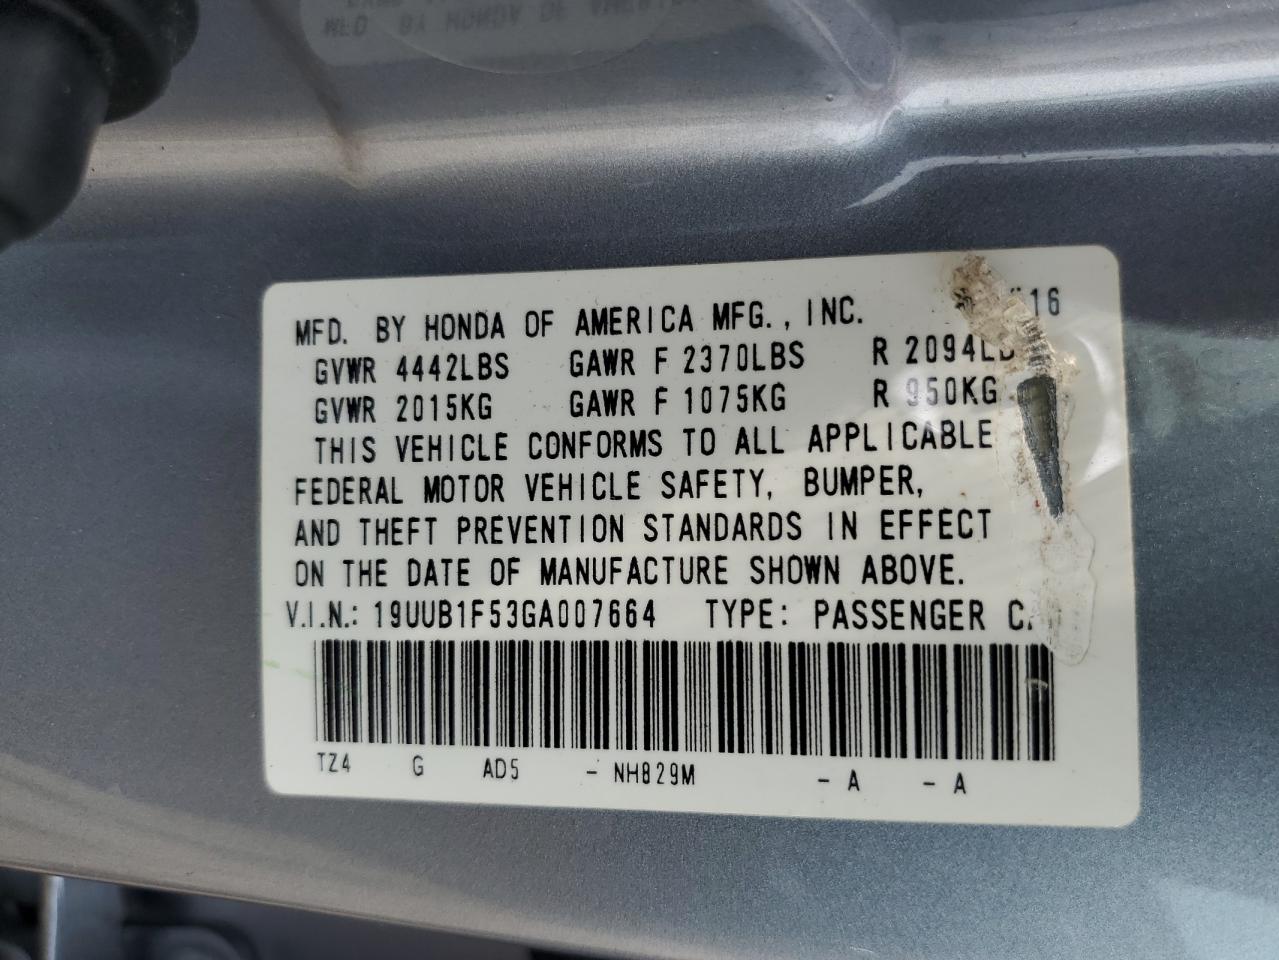 MFD. BY HONDA OF AMERICA MFG., INC. 16
GVWR 4442LBS GAWR F 2370LBS R 2094LB
GVWR 2015KG GAWR F 1075KG R 950KG
THIS VEHICLE CONFORMS TO ALL APPLICABLE
FEDERAL MOTOR VEHICLE SAFETY, BUMPER,
AND THEFT PREVENTION STANDARDS IN EFFECT
ON THE DATE OF MANUFACTURE SHOWN ABOVE.
V.I.N.: 19UUB1F53GA007664 TYPE: PASSENGER
TZ4 G AD5 - NH829M - A - A